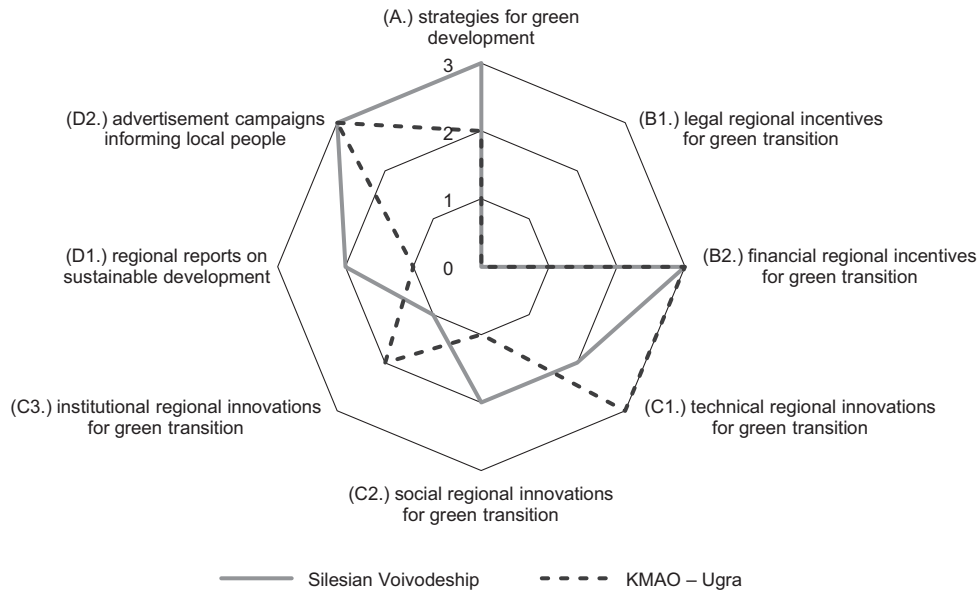 (A.) strategies for green
development
3
(D2.) advertisement campaigns
informing local people
2
(B1.) legal regional incentives
for green transition
1
(D1.) regional reports on
sustainable development
0
(B2.) financial regional incentives
for green transition
(C3.) institutional regional innovations
for green transition
(C1.) technical regional innovations
for green transition
(C2.) social regional innovations
for green transition
Silesian Voivodeship
KMAO – Ugra